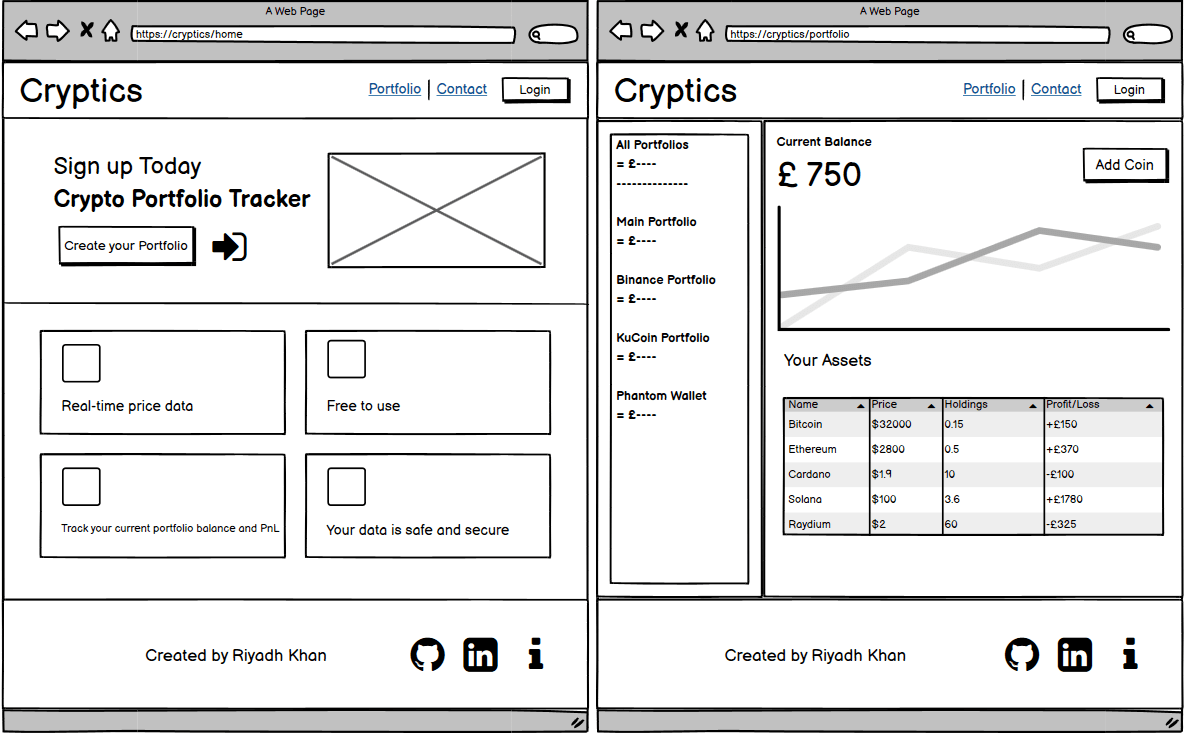 A Web Page
https://cryptics/home
Cryptics
Portfolio | Contact Login
Sign up Today
Crypto Portfolio Tracker
Create your Portfolio
Real-time price data
Free to use
Track your current portfolio balance and PnL
Your data is safe and secure
Created by Riyadh Khan
in
A Web Page
https://cryptics/portfolio
Cryptics
Portfolio | Contact Login
All Portfolios
= £----
--------------
Main Portfolio
= £----
Binance Portfolio
= £----
KuCoin Portfolio
= £----
Phantom Wallet
= £----
Current Balance
£ 750
Add Coin
Your Assets
Name Price Holdings Profit/Loss
Bitcoin $32000 0.15 +£150
Ethereum $2800 0.5 +£370
Cardano $1.9 10 -£100
Solana $100 3.6 +£1780
Raydium $2 60 -£325
Created by Riyadh Khan
in